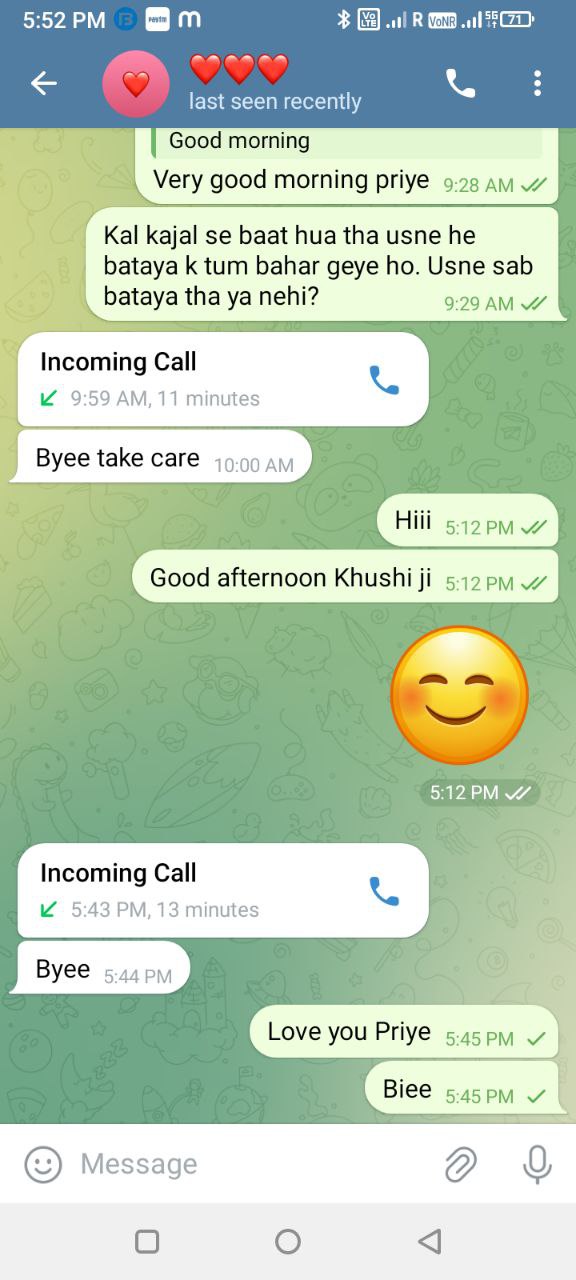 5:52 PM
R VoNR 71
last seen recently
Good morning
Very good morning priye 9:28 AM
Kal kajal se baat hua tha usne he
bataya k tum bahar geye ho. Usne sab
bataya tha ya nehi? 9:29 AM
Incoming Call
9:59 AM, 11 minutes
Byee take care 10:00 AM
Hiii 5:12 PM
Good afternoon Khushi ji 5:12 PM
5:12 PM
Incoming Call
5:43 PM, 13 minutes
Byee 5:44 PM
Love you Priye 5:45 PM
Biee 5:45 PM
Message